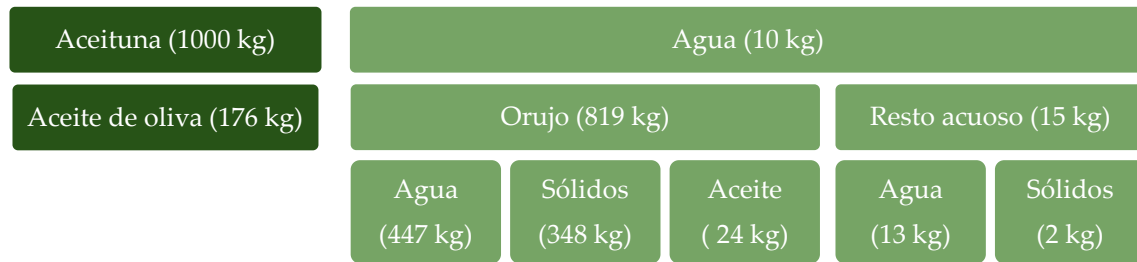 Aceituna (1000 kg)
Agua (10 kg)
Aceite de oliva (176 kg)
Orujo (819 kg)
Resto acuoso (15 kg)
Agua
(447 kg)
Sólidos
(348 kg)
Aceite
( 24 kg)
Agua
(13 kg)
Sólidos
(2 kg)